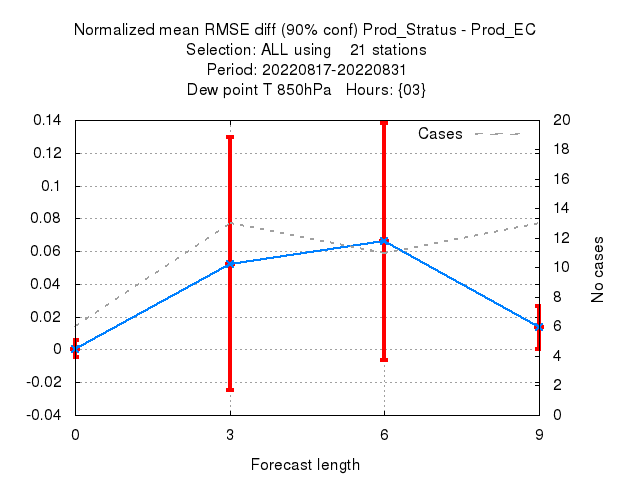 Normalized mean RMSE diff (90% conf) Prod_Stratus - Prod_EC
Selection: ALL using    21 stations
Period: 20220817-20220831
Dew point T 850hPa   Hours: {03}
Cases
0.14
0.12
0.1
0.08
0.06
0.04
0.02
0
-0.02
-0.04
20
18
16
14
12
10
8
6
4
2
0
No cases
0 3 6 9
Forecast length